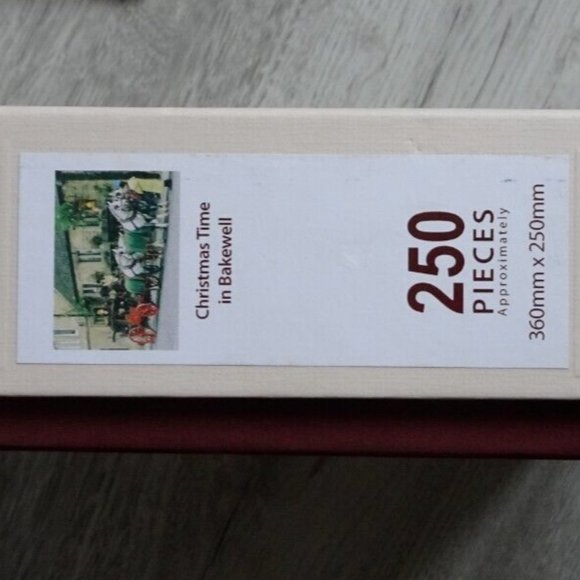 Christmas Time
in Bakewell
250
PIECES
Approximately
360mm x 250mm